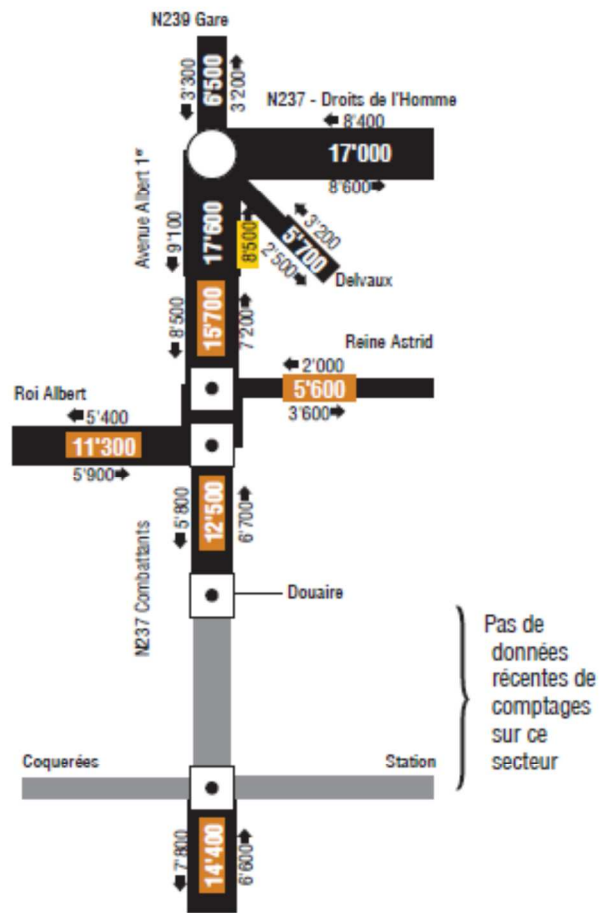 N239 Gare
3'300
6'500
3'200
N237 - Droits de l'Homme
8'400
17'000
8'600
Avenue Albert 1er
9'100
17'600
8'500
3'200
5'700
2'500
Delvaux
8'500
15'700
7'200
Reine Astrid
2'000
5'600
3'600
Roi Albert
5'400
11'300
5'900
5'800
12'500
6'700
N237 Combattants
Douaire
Pas de
données
récentes de
comptages
sur ce
secteur
Coquerées
Station
7'800
14'400
6'600